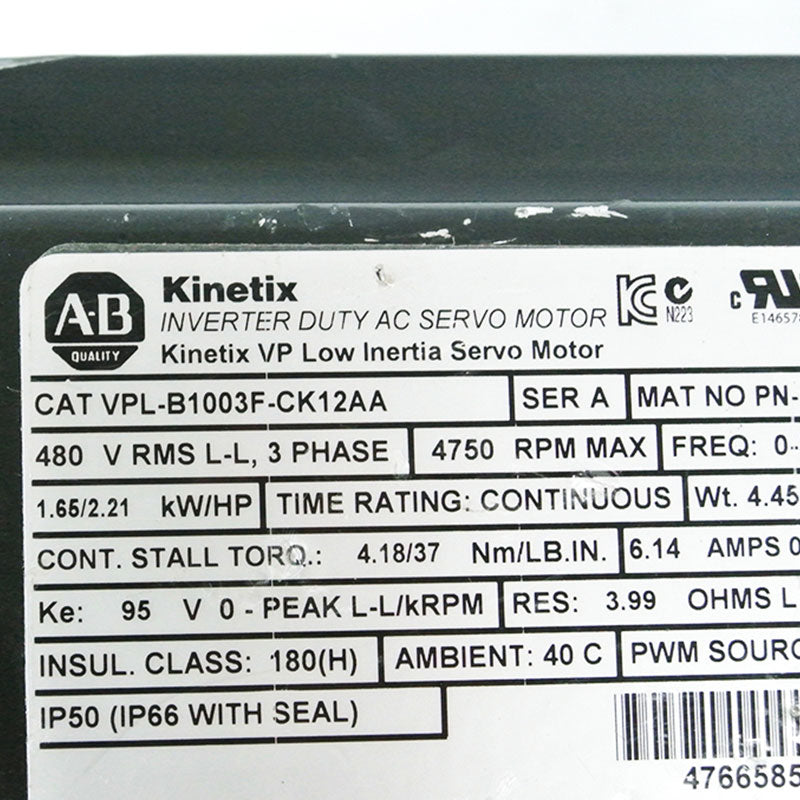 A-B
QUALITY
Kinetix
INVERTER DUTY AC SERVO MOTOR
Kinetix VP Low Inertia Servo Motor
N223
c RU
E14657
CAT VPL-B1003F-CK12AA SER A MAT NO PN-
480 V RMS L-L, 3 PHASE 4750 RPM MAX FREQ: 0-
1.65/2.21 kW/HP TIME RATING: CONTINUOUS Wt. 4.45
CONT. STALL TORQ.: 4.18/37 Nm/LB.IN. 6.14 AMPS 0
Ke: 95 V 0 - PEAK L-L/kRPM RES: 3.99 OHMS L
INSUL. CLASS: 180(H) AMBIENT: 40 C PWM SOURC
IP50 (IP66 WITH SEAL)
4766585